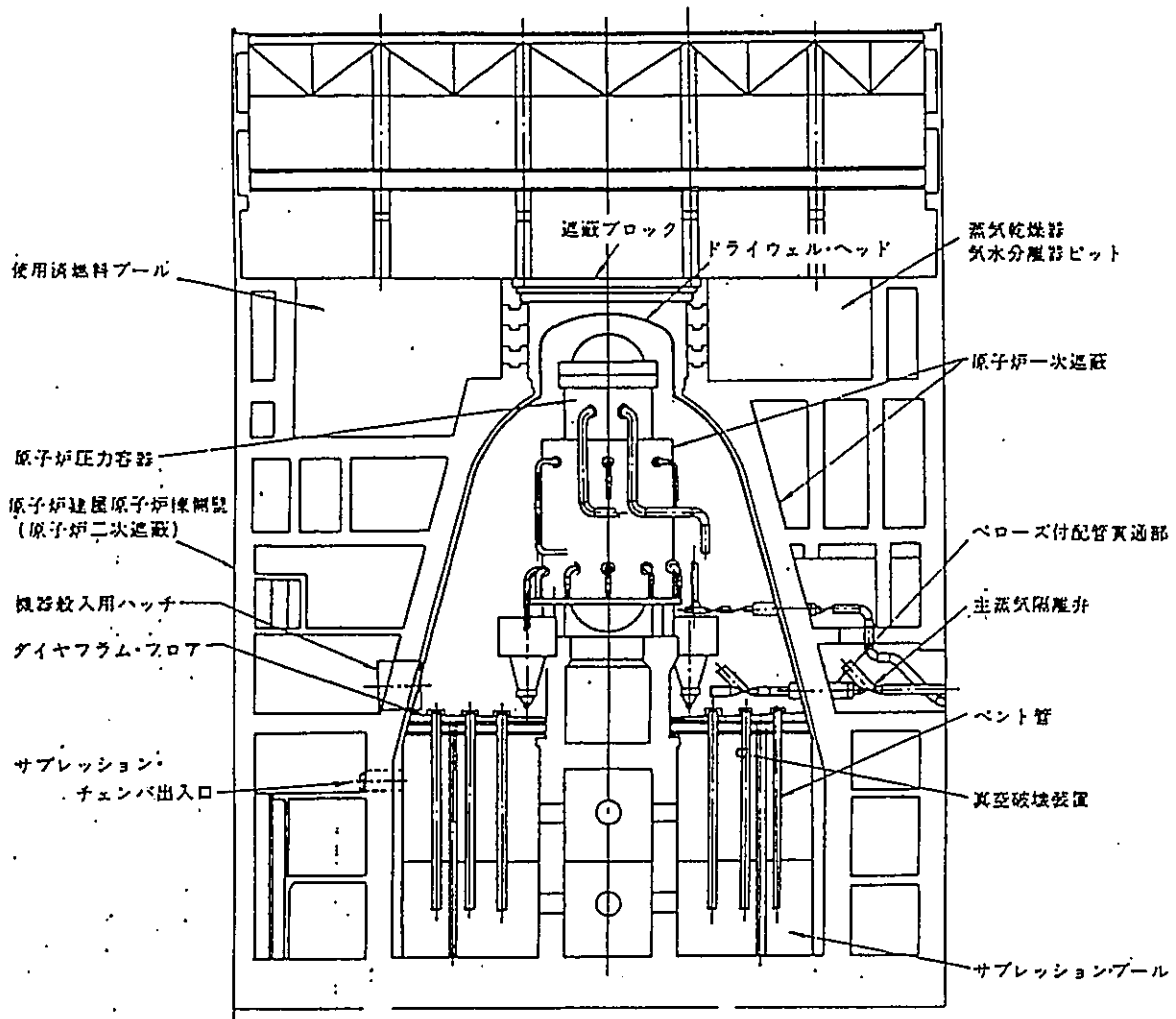 遮蔽ブロック
ドライウェル・ヘッド
蒸気乾燥器
気水分離器ピット
使用済燃料プール
原子炉一次遮蔽
原子炉圧力容器
原子炉建屋原子炉棟側壁
(原子炉二次遮蔽)
ベローズ付配管貫通部
機器搬入用ハッチ
主蒸気隔離弁
ダイヤフラム・フロア
ベント管
サプレッション・
チェンバ出入口
真空破壊装置
サプレッション・プール